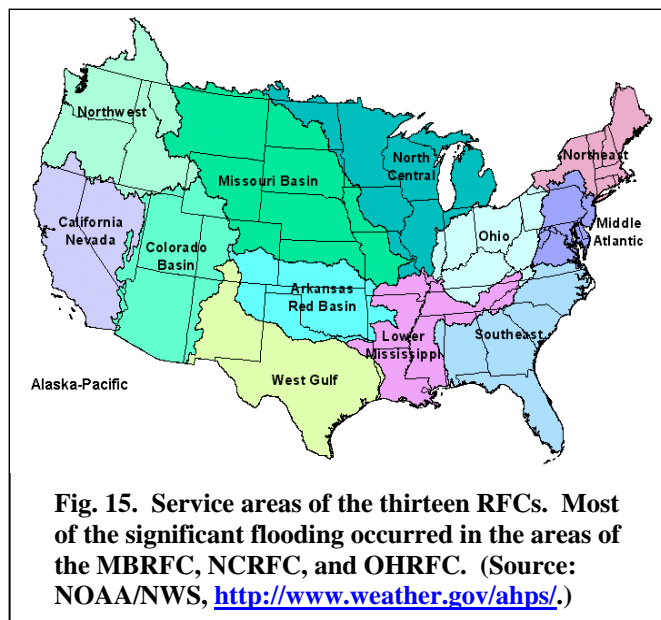 Northwest
Missouri Basin
North
Central
Northeast
California
Nevada
Colorado
Basin
Ohio
Middle
Atlantic
Arkansas
Red Basin
Lower
Mississippi
Southeast
West Gulf
Alaska-Pacific
Fig. 15. Service areas of the thirteen RFCs. Most
of the significant flooding occurred in the areas of
the MBRFC, NCRFC, and OHRFC. (Source:
NOAA/NWS, http://www.weather.gov/ahps/.)